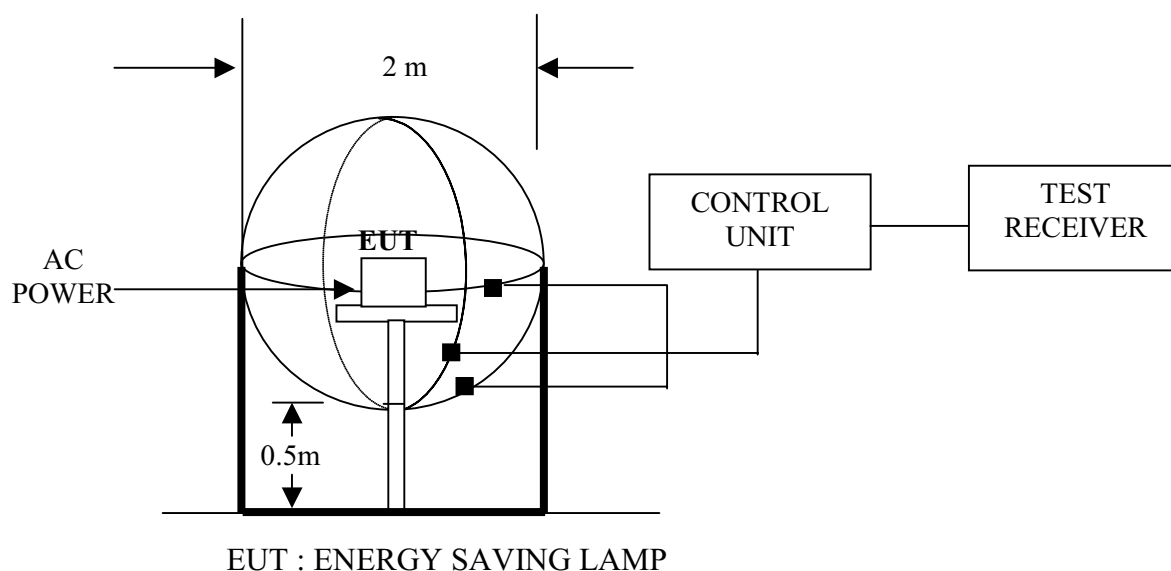 2 m
EUT
AC
POWER
CONTROL
UNIT
TEST
RECEIVER
0.5m
EUT : ENERGY SAVING LAMP